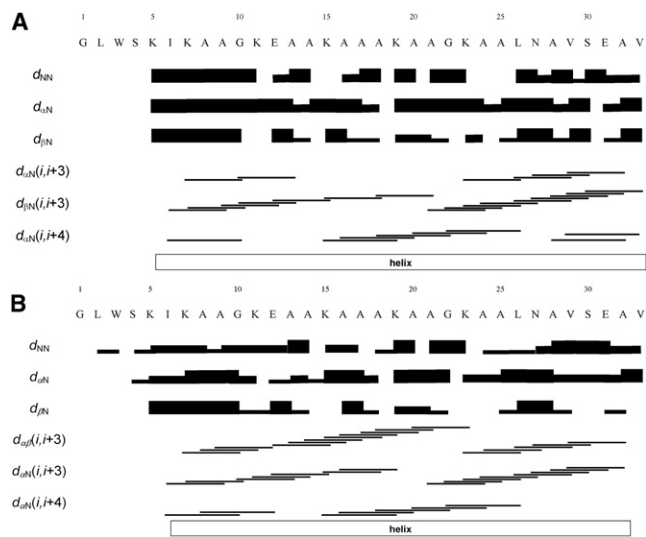 A
1 5 10 15 20 25 30
G L W S K I K A A G K E A A K A A A K A A G K A A L N A V S E A V
dNN
dαN
dβN
dαN(i,i+3)
dβN(i,i+3)
dαN(i,i+4)
helix
B
1 5 10 15 20 25 30
G L W S K I K A A G K E A A K A A A K A A G K A A L N A V S E A V
dNN
dαN
dβN
dαβ(i,i+3)
dαN(i,i+3)
dαN(i,i+4)
helix